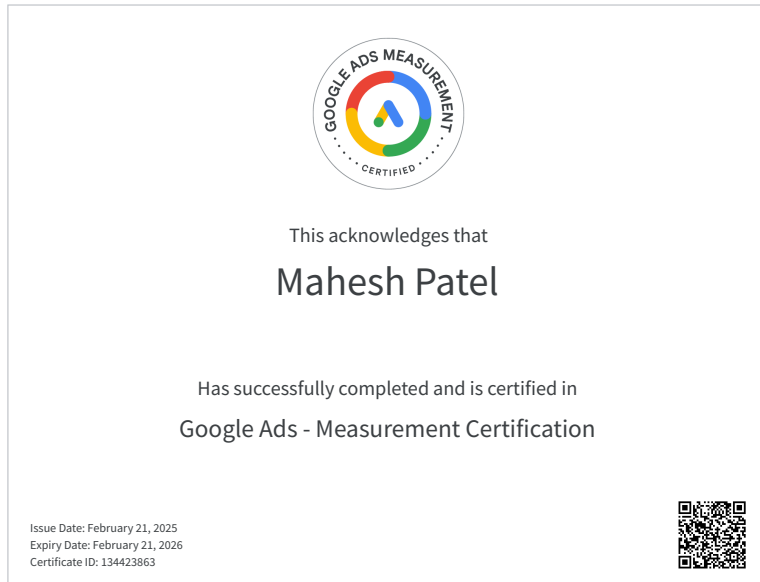 GOOGLE ADS MEASUREMENT
CERTIFIED
This acknowledges that
Mahesh Patel
Has successfully completed and is certified in
Google Ads - Measurement Certification
Issue Date: February 21, 2025
Expiry Date: February 21, 2026
Certificate ID: 134423863